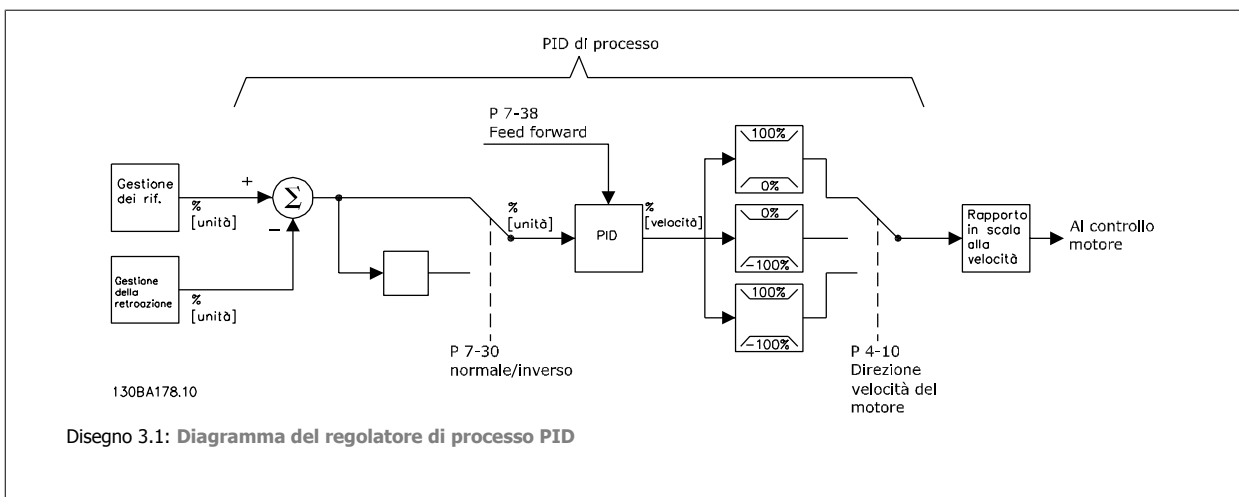 PID di processo
P 7-38
Feed forward
Gestione
dei rif.
+
%
[unità]
Σ
−
Gestione
della
retroazione
%
[unità]
P 7-30
normale/inverso
%
[unità]
PID
%
[velocità]
100%
0%
0%
-100%
100%
-100%
P 4-10
Direzione
velocità del
motore
Rapporto
in scala
alla
velocità
Al controllo
motore
130BA178.10
Disegno 3.1: Diagramma del regolatore di processo PID